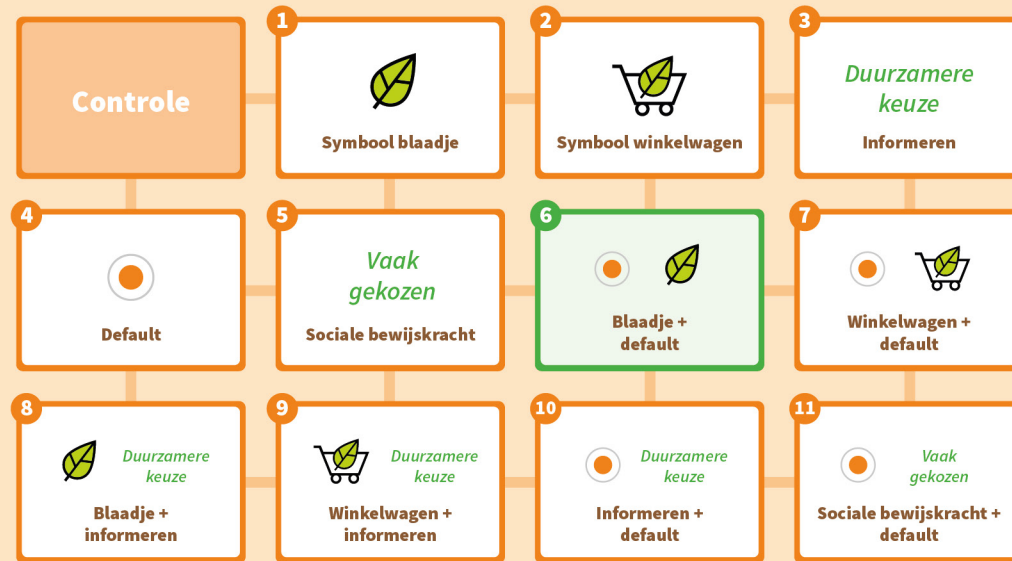 Controle
1
Symbool blaadje
2
Symbool winkelwagen
3
Duurzamere
keuze
Informeren
4
Default
5
Vaak
gekozen
Sociale bewijskracht
6
Blaadje +
default
7
Winkelwagen +
default
8
Duurzamere
keuze
Blaadje +
informeren
9
Duurzamere
keuze
Winkelwagen +
informeren
10
Duurzamere
keuze
Informeren +
default
11
Vaak
gekozen
Sociale bewijskracht +
default